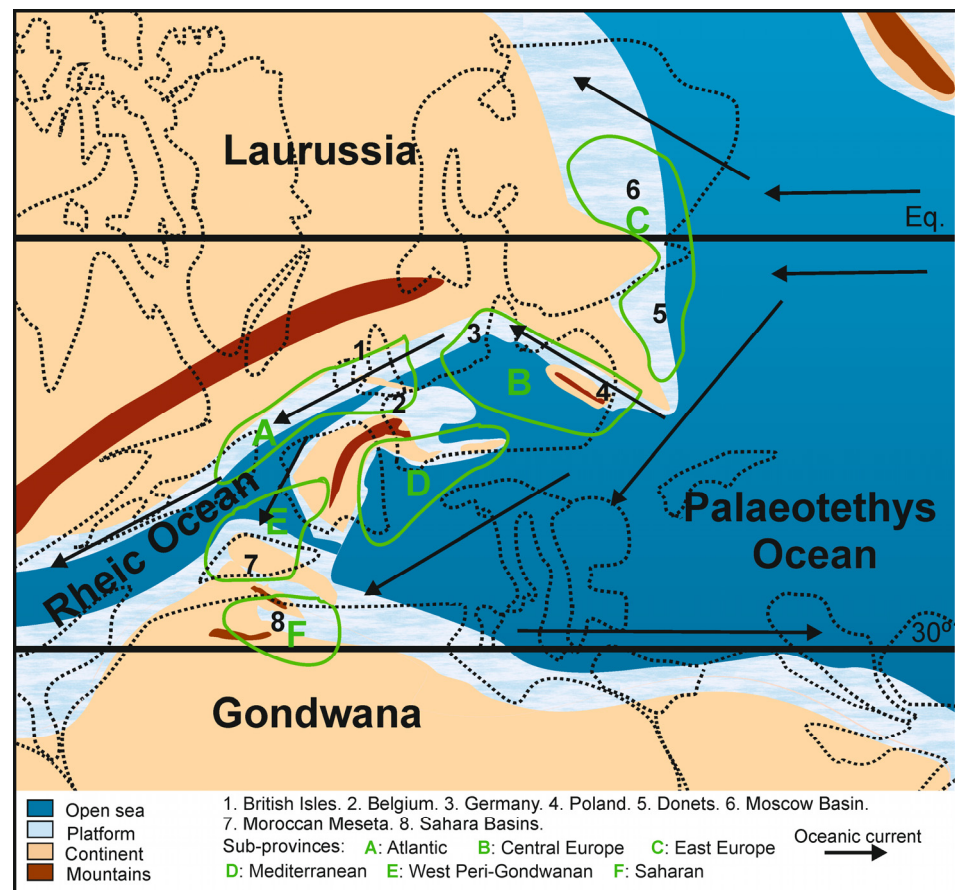 Laurussia
6
C
Eq.
5
3
1
B
4
2
A
D
Rheic Ocean
E
Palaeotethys
Ocean
7
8
F
30º
Gondwana
Open sea
Platform
Continent
Mountains
1. British Isles. 2. Belgium. 3. Germany. 4. Poland. 5. Donets. 6. Moscow Basin.
7. Moroccan Meseta. 8. Sahara Basins.
Sub-provinces: A: Atlantic B: Central Europe C: East Europe
D: Mediterranean E: West Peri-Gondwanan F: Saharan
Oceanic current